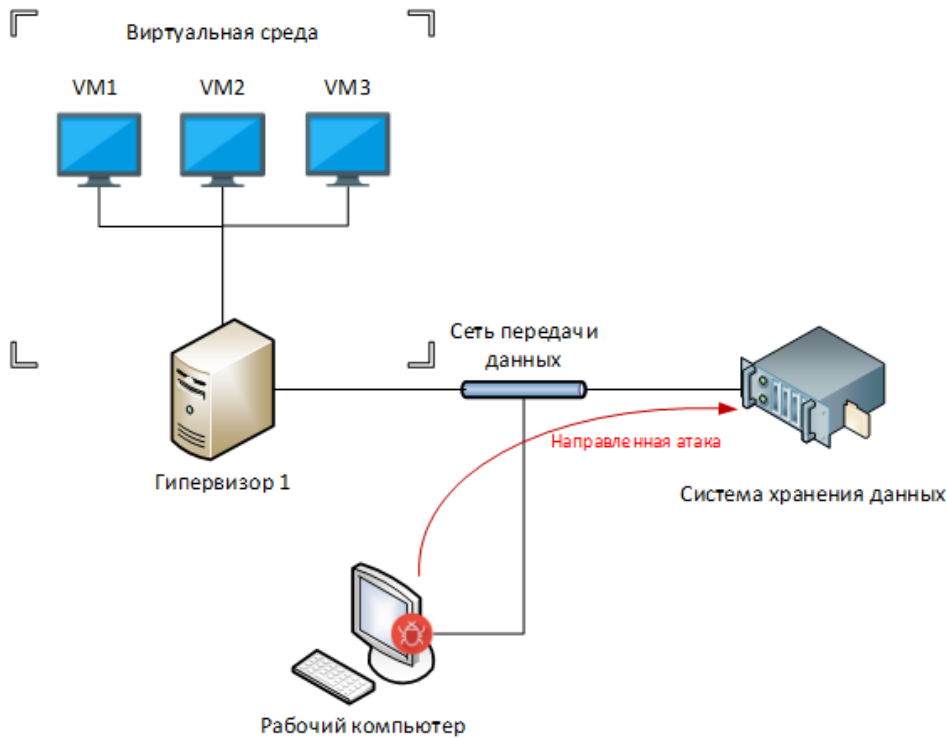 Виртуальная среда
VM1
VM2
VM3
Сеть передачи
данных
Направленная атака
Гипервизор 1
Система хранения данных
Рабочий компьютер